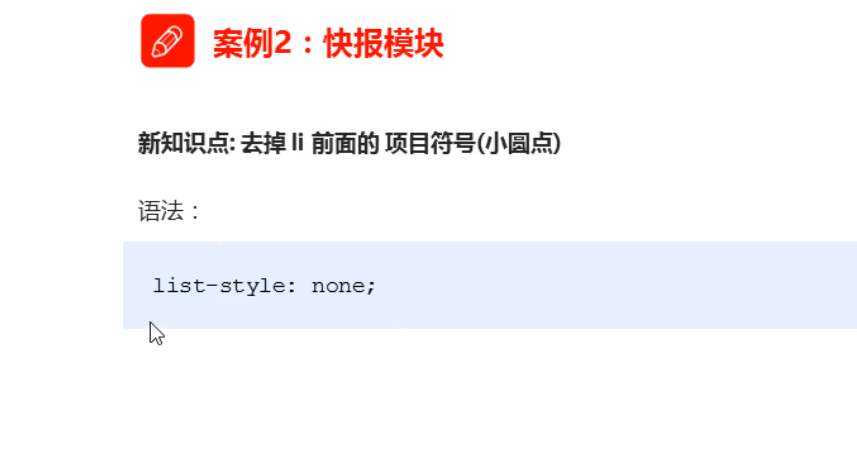 案例2：快报模块
新知识点: 去掉 li 前面的 项目符号(小圆点)
语法：
list-style: none;